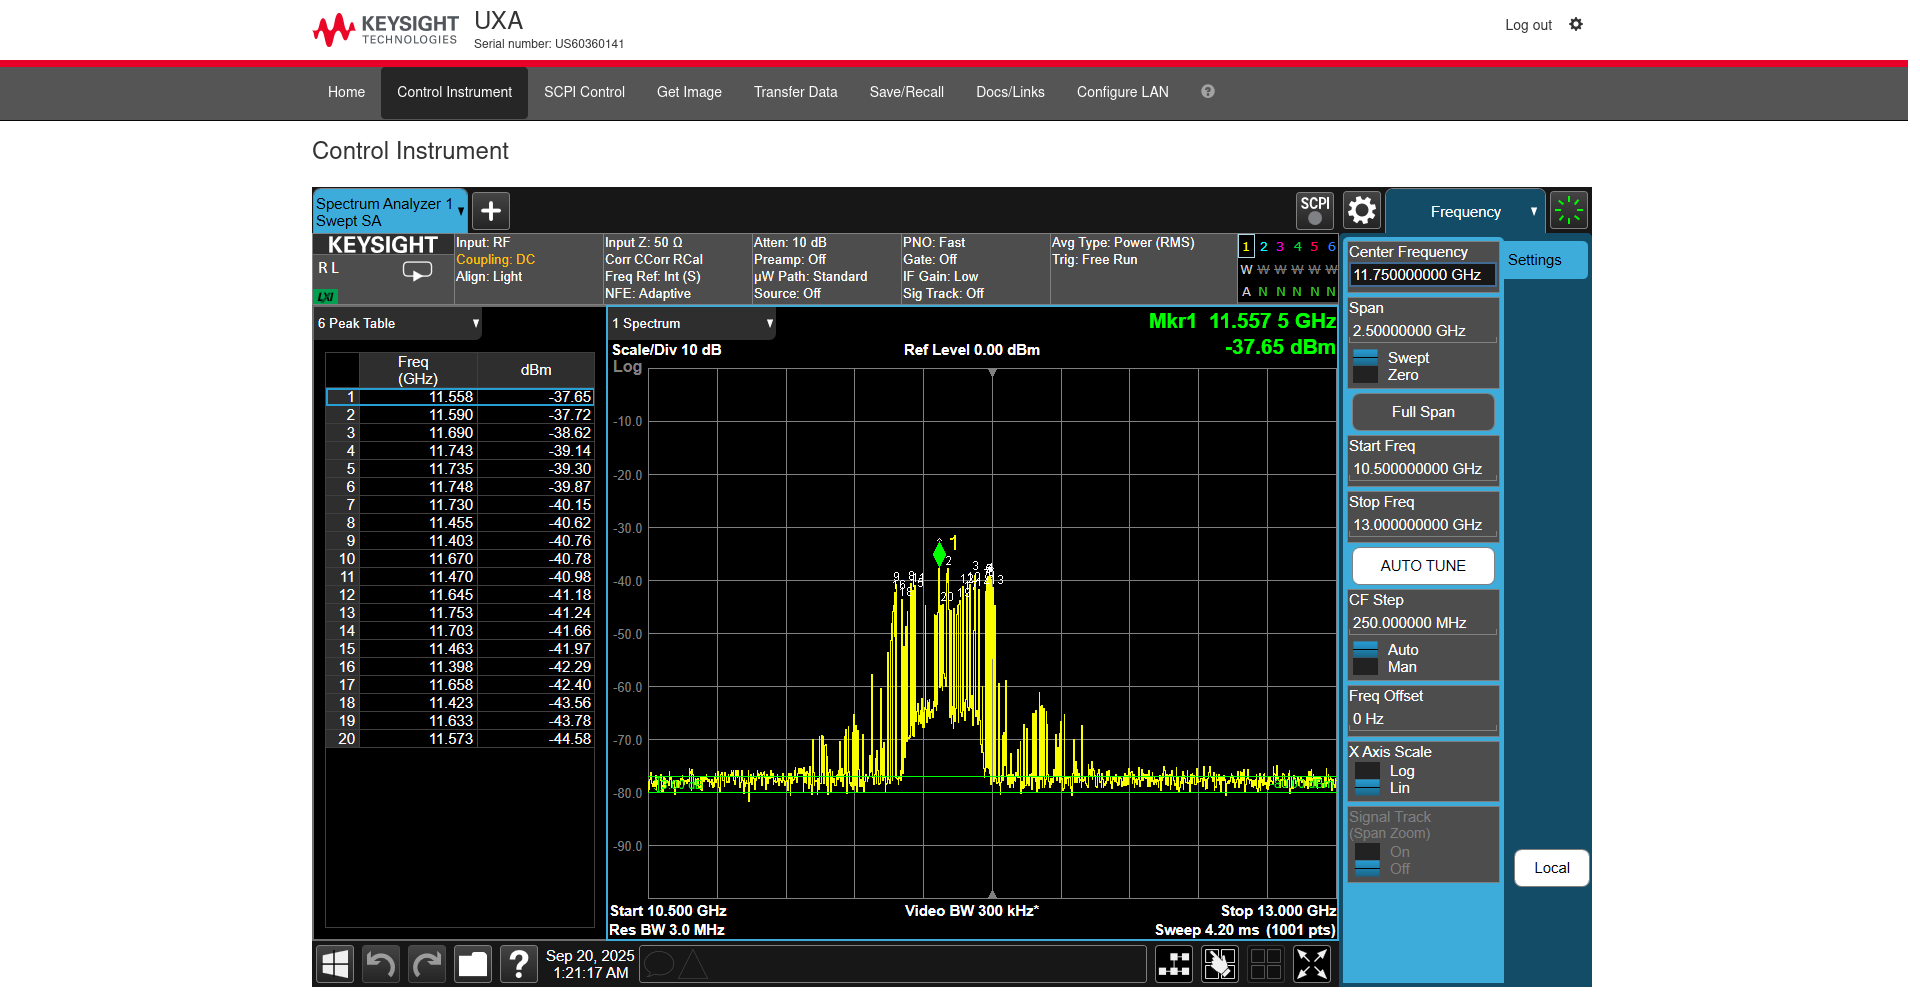 KEYSIGHT
TECHNOLOGIES
UXA
Serial number: US60360141
Log out
Home
Control Instrument
SCPI Control
Get Image
Transfer Data
Save/Recall
Docs/Links
Configure LAN
?
Control Instrument
Spectrum Analyzer 1
Swept SA
SCPI
Frequency
KEYSIGHT
R L
LXI
Input: RF
Coupling: DC
Align: Light
Input Z: 50 Ω
Corr CCorr RCal
Freq Ref: Int (S)
NFE: Adaptive
Atten: 10 dB
Preamp: Off
µW Path: Standard
Source: Off
PNO: Fast
Gate: Off
IF Gain: Low
Sig Track: Off
Avg Type: Power (RMS)
Trig: Free Run
1 2 3 4 5 6
W W W W W W
A N N N N N
6 Peak Table
Freq (GHz) dBm
1 11.558 -37.65
2 11.590 -37.72
3 11.690 -38.62
4 11.743 -39.14
5 11.735 -39.30
6 11.748 -39.87
7 11.730 -40.15
8 11.455 -40.62
9 11.403 -40.76
10 11.670 -40.78
11 11.470 -40.98
12 11.645 -41.18
13 11.753 -41.24
14 11.703 -41.66
15 11.463 -41.97
16 11.398 -42.29
17 11.658 -42.40
18 11.423 -43.56
19 11.633 -43.78
20 11.573 -44.58
1 Spectrum
Mkr1 11.557 5 GHz
-37.65 dBm
Scale/Div 10 dB
Ref Level 0.00 dBm
Log
-10.0
-20.0
-30.0
-40.0
-50.0
-60.0
-70.0
-80.0
-90.0
1
Start 10.500 GHz
Video BW 300 kHz*
Stop 13.000 GHz
Res BW 3.0 MHz
Sweep 4.20 ms (1001 pts)
Center Frequency
11.750000000 GHz
Span
2.50000000 GHz
Swept
Zero
Full Span
Start Freq
10.500000000 GHz
Stop Freq
13.000000000 GHz
AUTO TUNE
CF Step
250.000000 MHz
Auto
Man
Freq Offset
0 Hz
X Axis Scale
Log
Lin
Signal Track
(Span Zoom)
On
Off
Settings
Local
?
Sep 20, 2025
1:21:17 AM